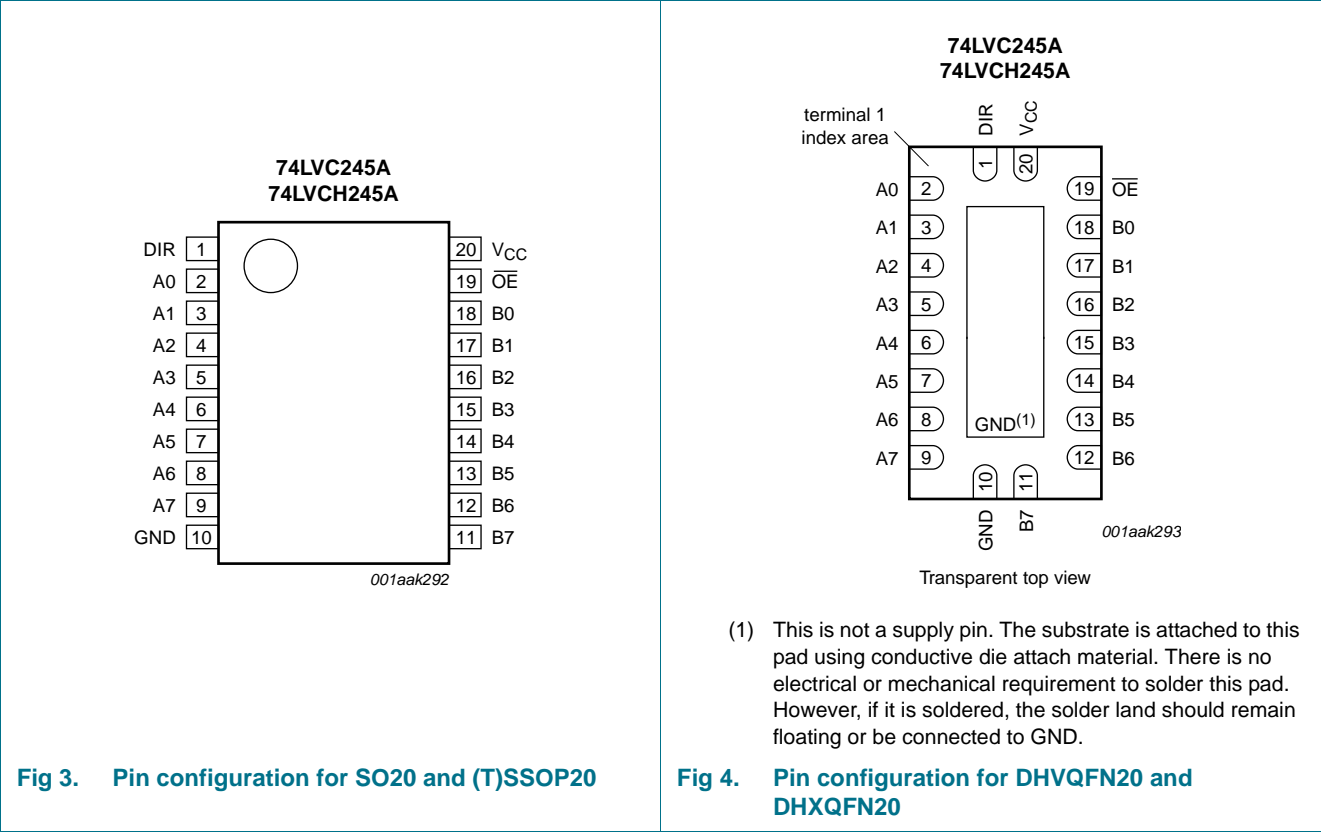 74LVC245A
74LVCH245A
DIR 1
A0 2
A1 3
A2 4
A3 5
A4 6
A5 7
A6 8
A7 9
GND 10
20 VCC
19 OE
18 B0
17 B1
16 B2
15 B3
14 B4
13 B5
12 B6
11 B7
001aak292
Fig 3. Pin configuration for SO20 and (T)SSOP20
74LVC245A
74LVCH245A
terminal 1
index area
DIR
VCC
1
20
A0 2
A1 3
A2 4
A3 5
A4 6
A5 7
A6 8
A7 9
19 OE
18 B0
17 B1
16 B2
15 B3
14 B4
13 B5
12 B6
GND(1)
10
11
GND
B7
001aak293
Transparent top view
(1) This is not a supply pin. The substrate is attached to this
pad using conductive die attach material. There is no
electrical or mechanical requirement to solder this pad.
However, if it is soldered, the solder land should remain
floating or be connected to GND.
Fig 4. Pin configuration for DHVQFN20 and
DHXQFN20